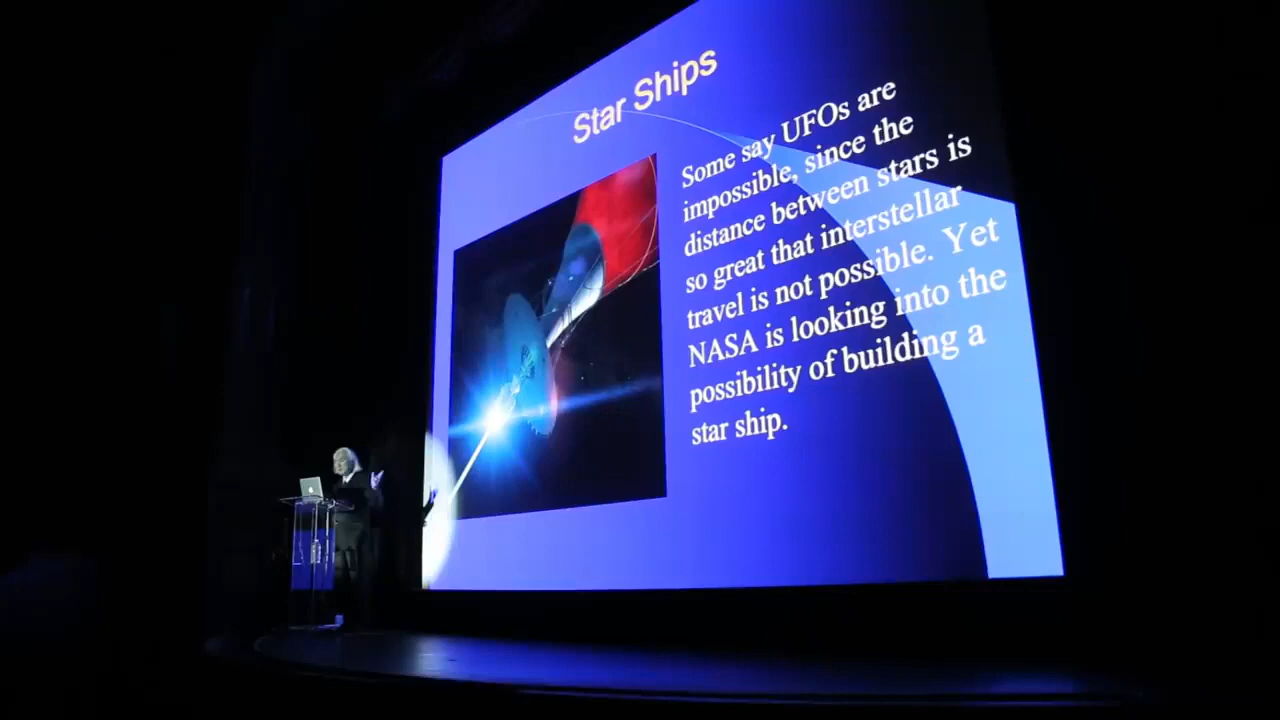 Star Ships
Some say UFOs are
impossible, since the
distance between stars is
so great that interstellar
travel is not possible. Yet
NASA is looking into the
possibility of building a
star ship.